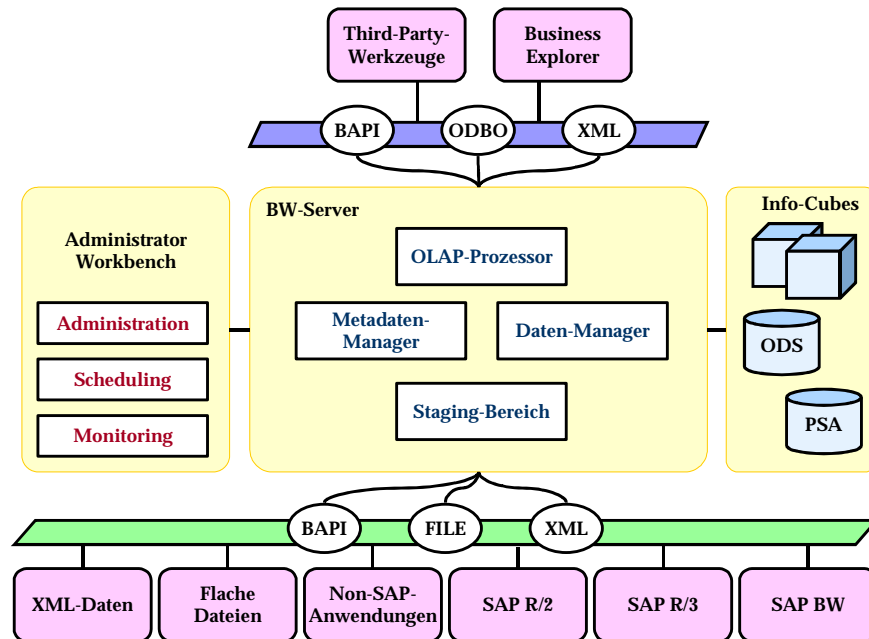 Third-Party-
Werkzeuge
Business
Explorer
BAPI
ODBO
XML
Administrator
Workbench
Administration
Scheduling
Monitoring
BW-Server
OLAP-Prozessor
Metadaten-
Manager
Daten-Manager
Staging-Bereich
Info-Cubes
ODS
PSA
BAPI
FILE
XML
XML-Daten
Flache
Dateien
Non-SAP-
Anwendungen
SAP R/2
SAP R/3
SAP BW